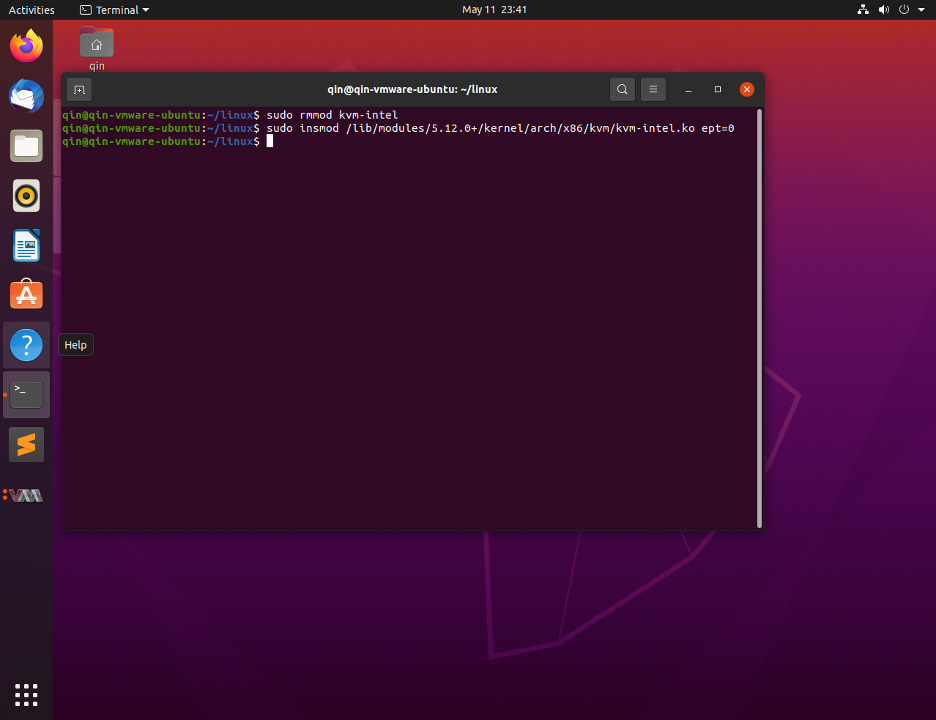 Activities
Terminal
May 11 23:41
qin
qin@qin-vmware-ubuntu: ~/linux
qin@qin-vmware-ubuntu:~/linux$ sudo rmmod kvm-intel
qin@qin-vmware-ubuntu:~/linux$ sudo insmod /lib/modules/5.12.0+/kernel/arch/x86/kvm/kvm-intel.ko ept=0
qin@qin-vmware-ubuntu:~/linux$
Help
>_
VM